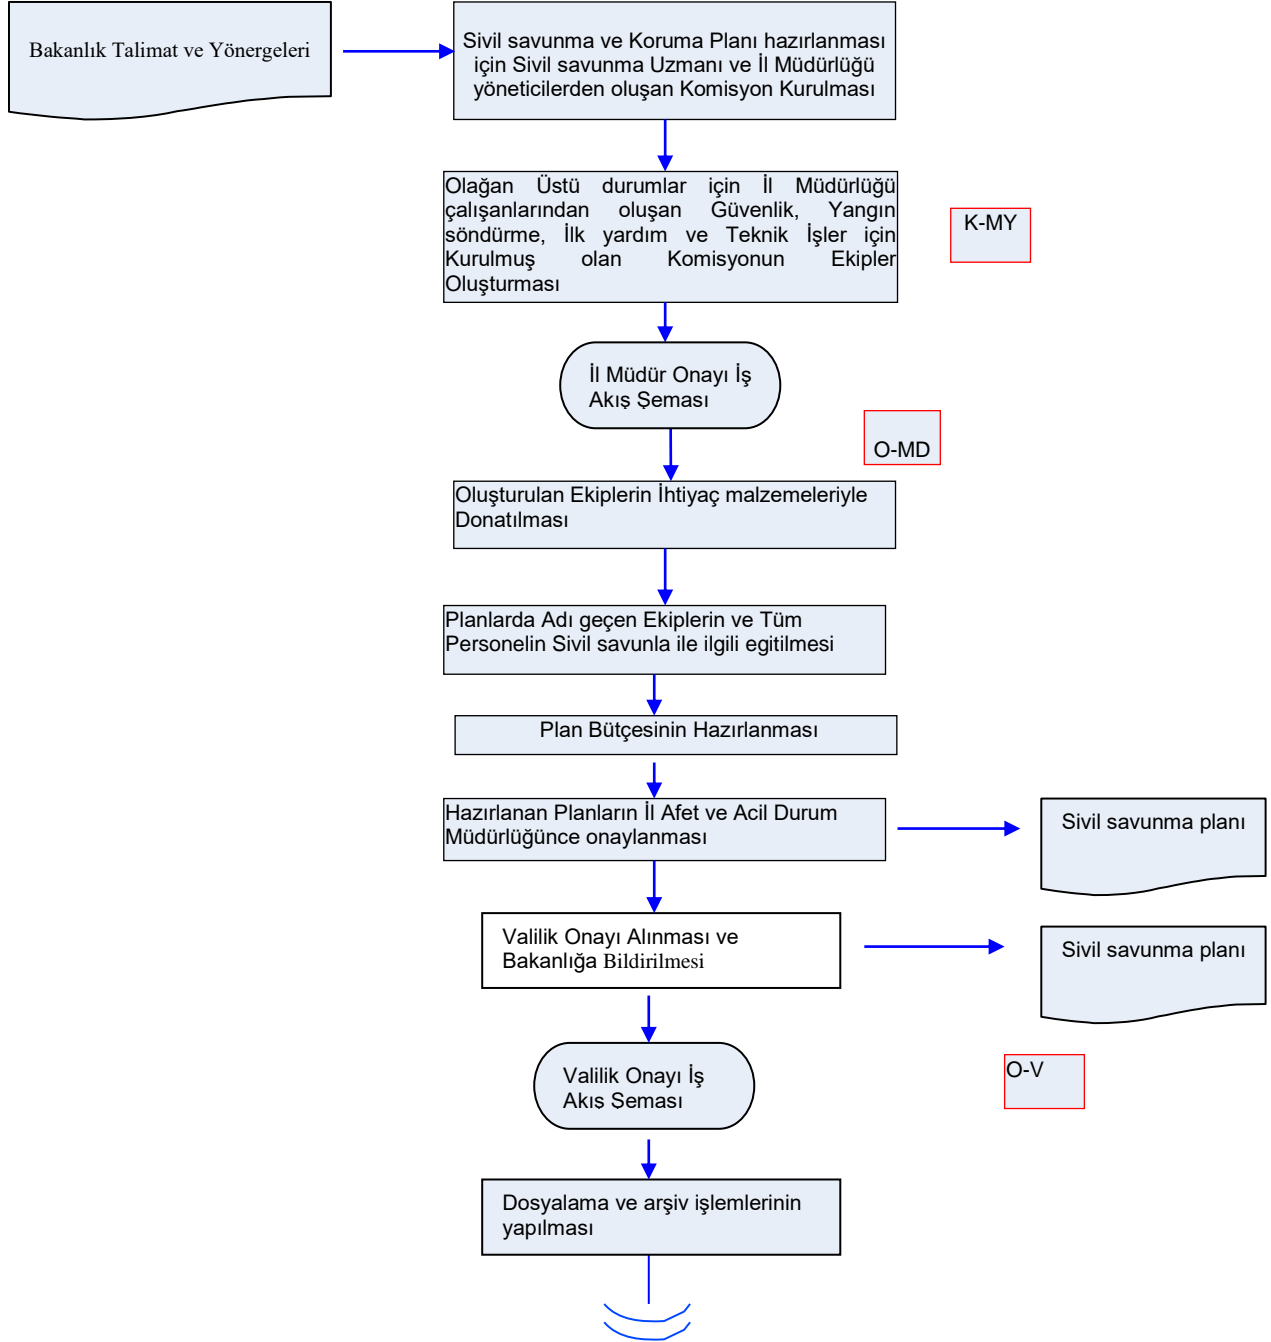 Bakanlık Talimat ve Yönergeleri
Sivil savunma ve Koruma Planı hazırlanması
için Sivil savunma Uzmanı ve İl Müdürlüğü
yöneticilerden oluşan Komisyon Kurulması
Olağan Üstü durumlar için İl Müdürlüğü
çalışanlarından oluşan Güvenlik, Yangın
söndürme, İlk yardım ve Teknik İşler için
Kurulmuş olan Komisyonun Ekipler
Oluşturması
K-MY
İl Müdür Onayı İş
Akış Şeması
O-MD
Oluşturulan Ekiplerin İhtiyaç malzemeleriyle
Donatılması
Planlarda Adı geçen Ekiplerin ve Tüm
Personelin Sivil savunla ile ilgili egitilmesi
Plan Bütçesinin Hazırlanması
Hazırlanan Planların İl Afet ve Acil Durum
Müdürlüğünce onaylanması
Sivil savunma planı
Valilik Onayı Alınması ve
Bakanlığa Bildirilmesi
Sivil savunma planı
Valilik Onayı İş
Akış Şeması
O-V
Dosyalama ve arşiv işlemlerinin
yapılması